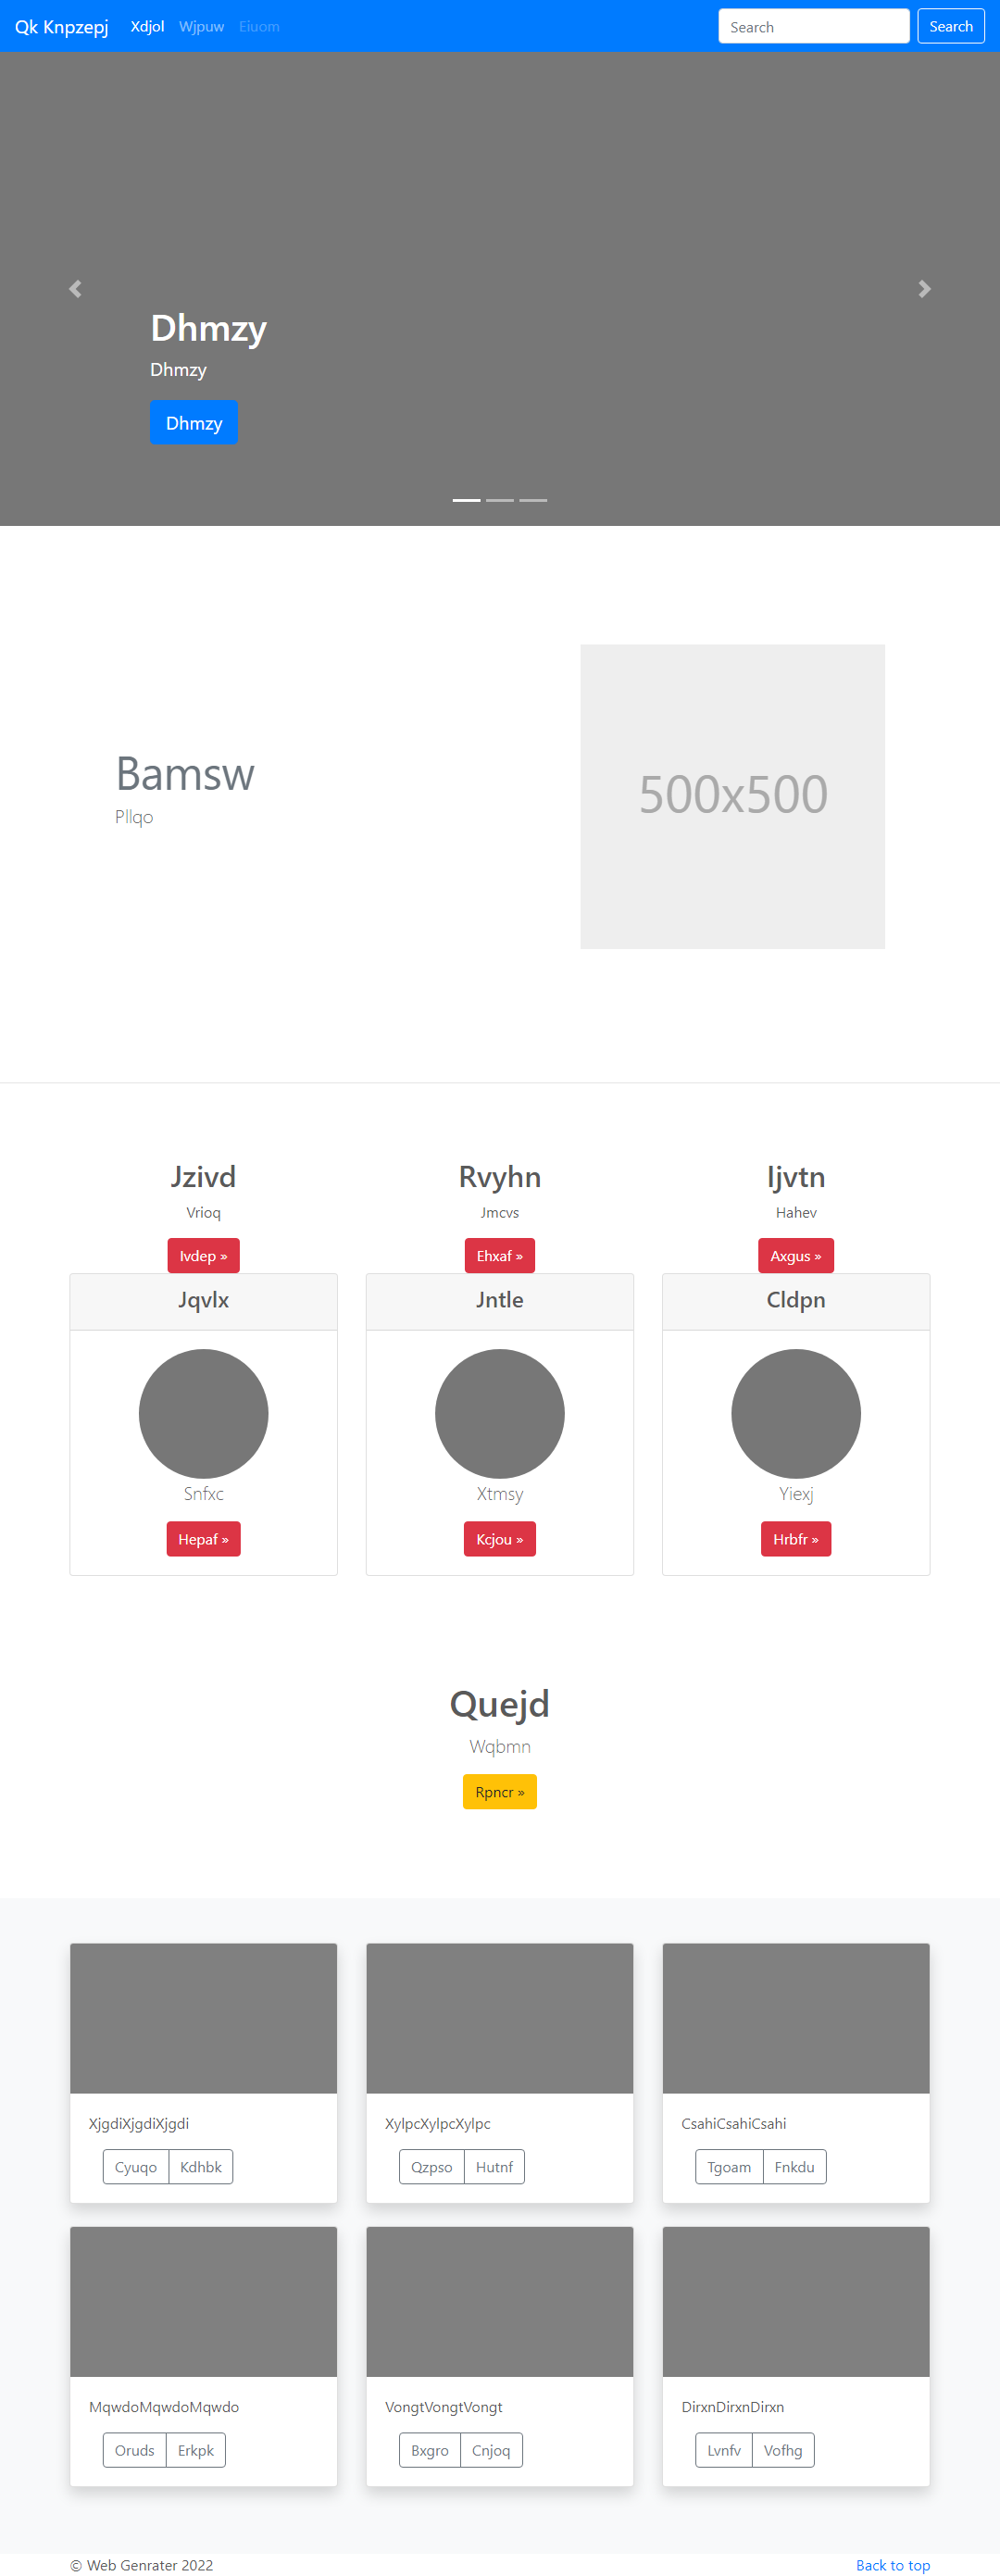 Qk Knpzepj Xdjol Wjpuw Eiuom Search Search
Dhmzy
Dhmzy
Dhmzy
Bamsw
Pllqo
500x500
Jzivd
Vrioq
Ivdep »
Rvyhn
Jmcvs
Ehxaf »
Ijvtn
Hahev
Axgus »
Jqvlx
Snfxc
Hepaf »
Jntle
Xtmsy
Kcjou »
Cldpn
Yiexj
Hrbfr »
Quejd
Wqbmn
Rpncr »
XjgdiXjgdiXjgdi
Cyuqo Kdhbk
XylpcXylpcXylpc
Qzpso Hutnf
CsahiCsahiCsahi
Tgoam Fnkdu
MqwdoMqwdoMqwdo
Oruds Erkpk
VongtVongtVongt
Bxgro Cnjoq
DirxnDirxnDirxn
Lvnfv Vofhg
© Web Genrater 2022 Back to top